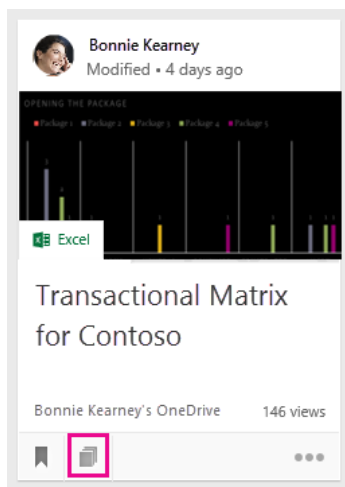 Bonnie Kearney
Modified • 4 days ago
OPENING THE PACKAGE
Package 1 Package 2 Package 3 Package 4 Package 5
Excel
Transactional Matrix
for Contoso
Bonnie Kearney's OneDrive 146 views